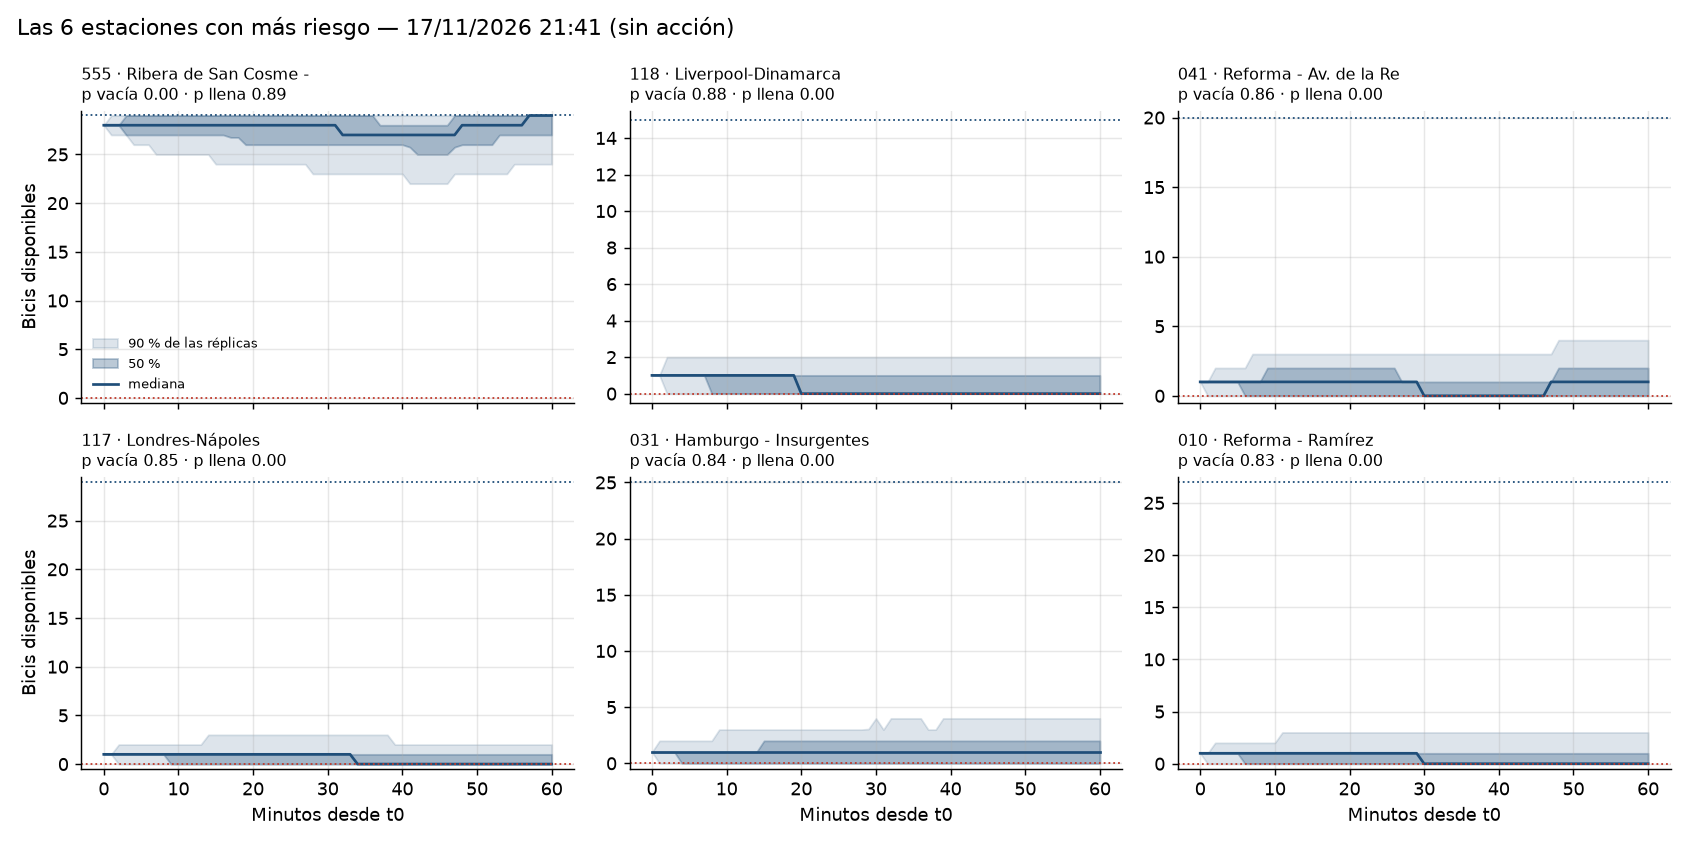 Las 6 estaciones con más riesgo — 17/11/2026 21:41 (sin acción)
555 · Ribera de San Cosme -
p vacía 0.00 · p llena 0.89
Bicis disponibles
25
20
15
10
5
0
90 % de las réplicas
50 %
mediana
118 · Liverpool-Dinamarca
p vacía 0.88 · p llena 0.00
14
12
10
8
6
4
2
0
041 · Reforma - Av. de la Re
p vacía 0.86 · p llena 0.00
20
15
10
5
0
117 · Londres-Nápoles
p vacía 0.85 · p llena 0.00
Bicis disponibles
25
20
15
10
5
0
0 10 20 30 40 50 60
Minutos desde t0
031 · Hamburgo - Insurgentes
p vacía 0.84 · p llena 0.00
25
20
15
10
5
0
0 10 20 30 40 50 60
Minutos desde t0
010 · Reforma - Ramírez
p vacía 0.83 · p llena 0.00
25
20
15
10
5
0
0 10 20 30 40 50 60
Minutos desde t0